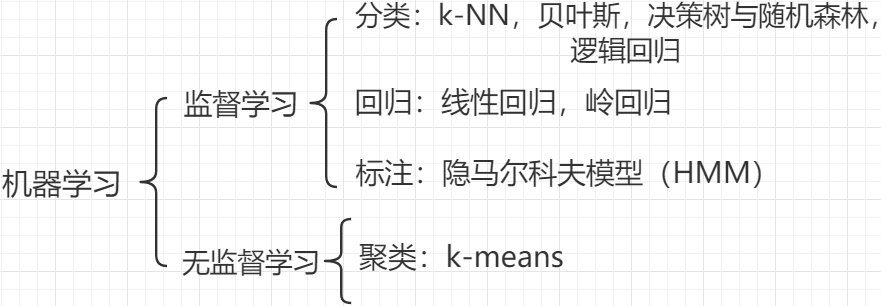 分类：k-NN，贝叶斯，决策树与随机森林，
逻辑回归
监督学习
回归：线性回归，岭回归
标注：隐马尔科夫模型（HMM）
机器学习
无监督学习
聚类：k-means